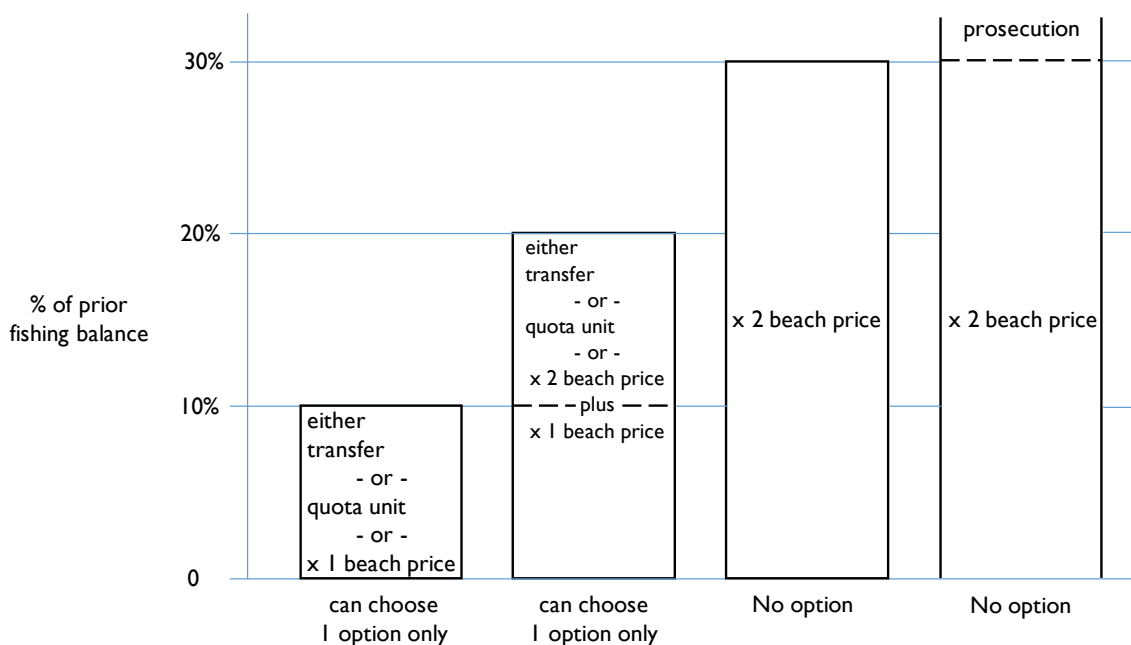 prosecution
30%
20%
10%
0
% of prior
fishing balance
either
transfer
- or -
quota unit
- or -
x 1 beach price
can choose
1 option only
either
transfer
- or -
quota unit
- or -
x 2 beach price
plus
x 1 beach price
can choose
1 option only
x 2 beach price
No option
x 2 beach price
No option